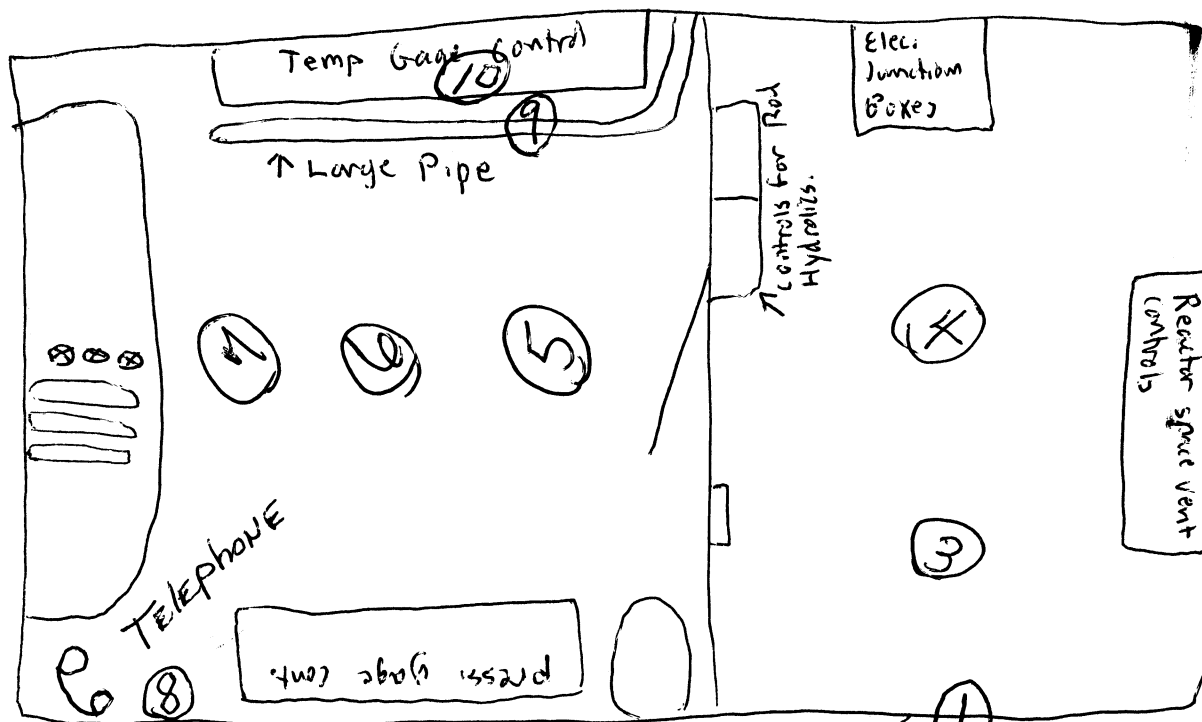 Temp Gage Control
10
9
↑ Large Pipe
Elec.
Junction
Boxes
↑ Controls for Rod
Hydrolics.
Reactor space vent
controls
7
6
5
4
3
TElephoNE
8
press. gage cont.
1